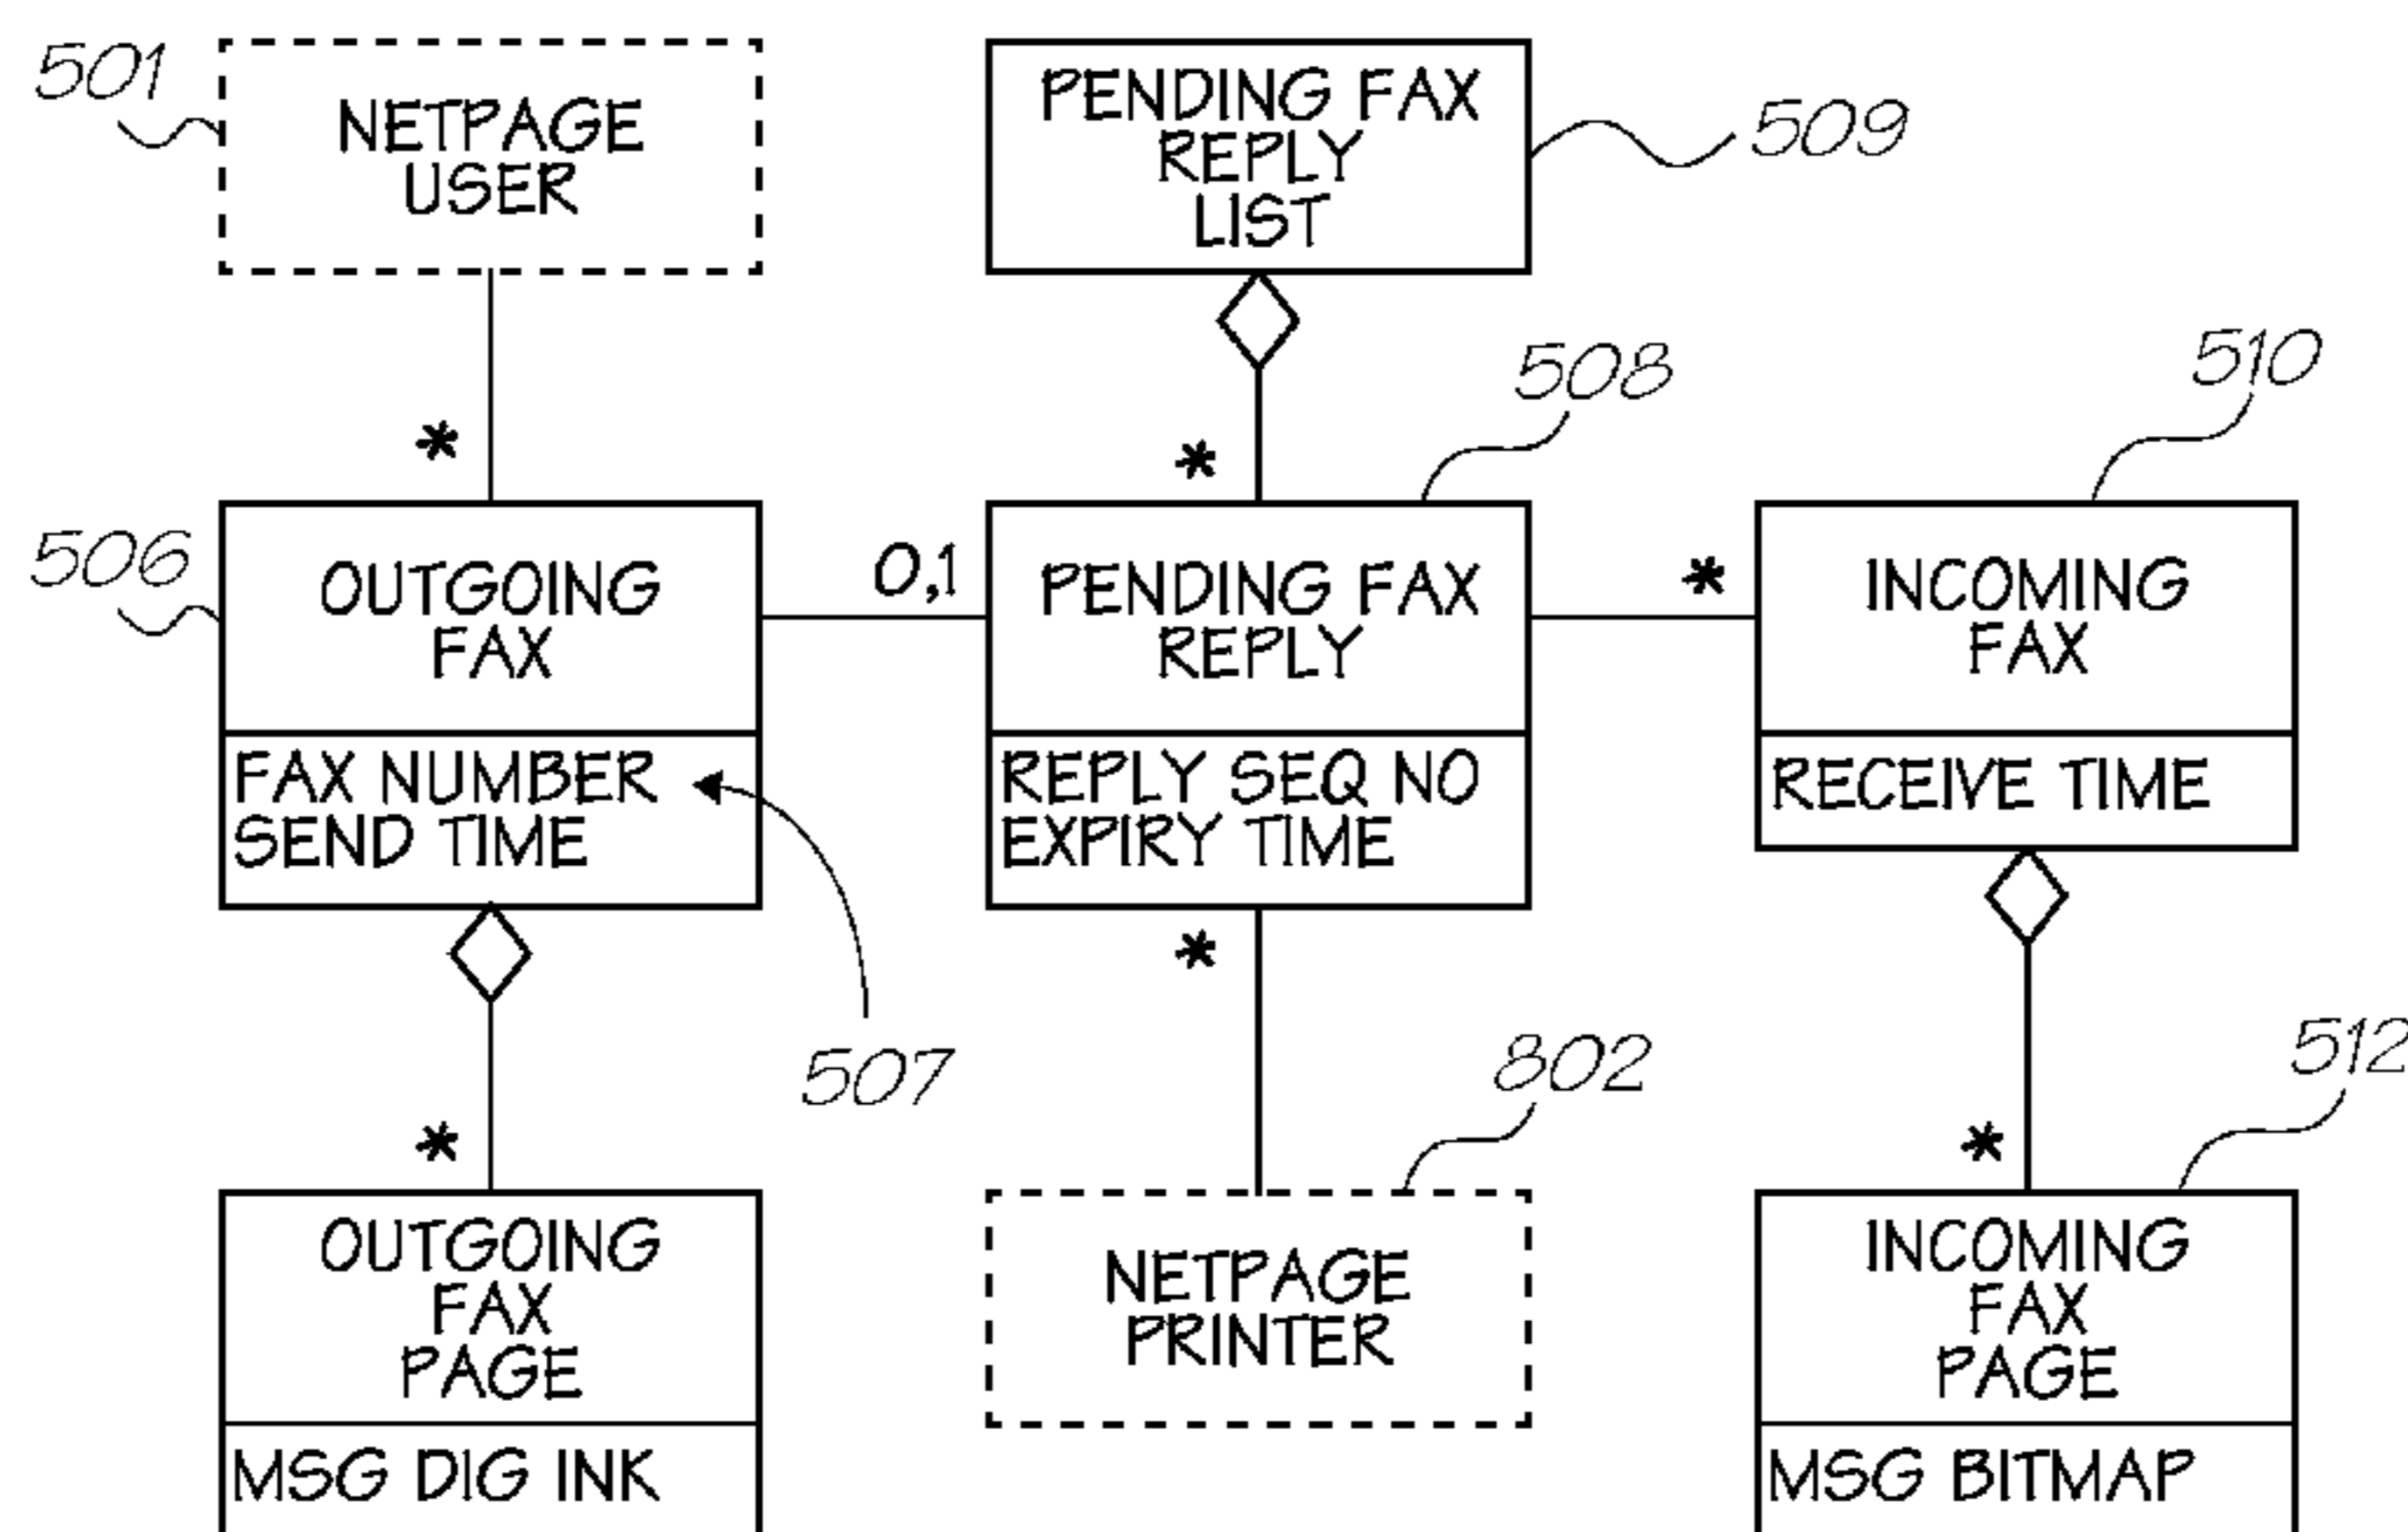 501
NETPAGE
USER
PENDING FAX
REPLY
LIST
509
*
*
508
510
506
OUTGOING
FAX
FAX NUMBER
SEND TIME
507
0,1
PENDING FAX
REPLY
REPLY SEQ NO
EXPIRY TIME
*
INCOMING
FAX
RECEIVE TIME
*
*
802
*
512
OUTGOING
FAX
PAGE
MSG DIG INK
NETPAGE
PRINTER
INCOMING
FAX
PAGE
MSG BITMAP